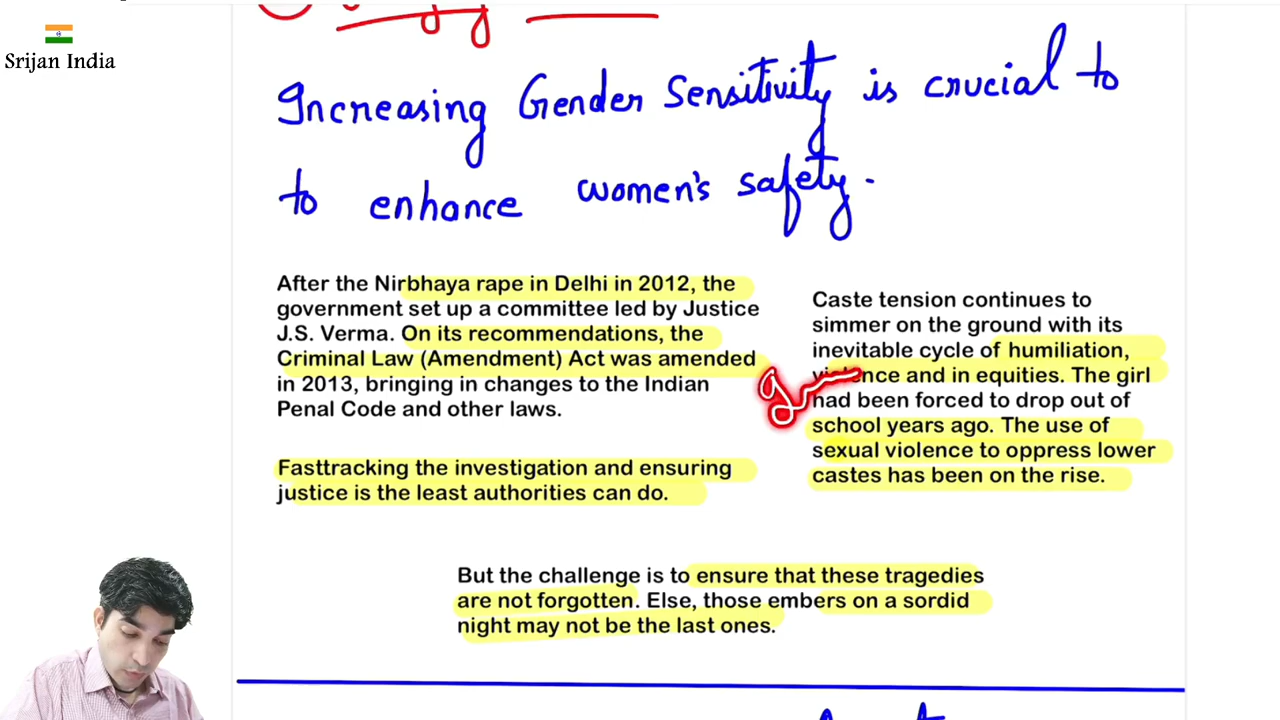 Srijan India
Increasing Gender Sensitivity is crucial to
to enhance women's safety.
After the Nirbhaya rape in Delhi in 2012, the
government set up a committee led by Justice
J.S. Verma. On its recommendations, the
Criminal Law (Amendment) Act was amended
in 2013, bringing in changes to the Indian
Penal Code and other laws.
Fasttracking the investigation and ensuring
justice is the least authorities can do.
Caste tension continues to
simmer on the ground with its
inevitable cycle of humiliation,
violence and in equities. The girl
had been forced to drop out of
school years ago. The use of
sexual violence to oppress lower
castes has been on the rise.
But the challenge is to ensure that these tragedies
are not forgotten. Else, those embers on a sordid
night may not be the last ones.